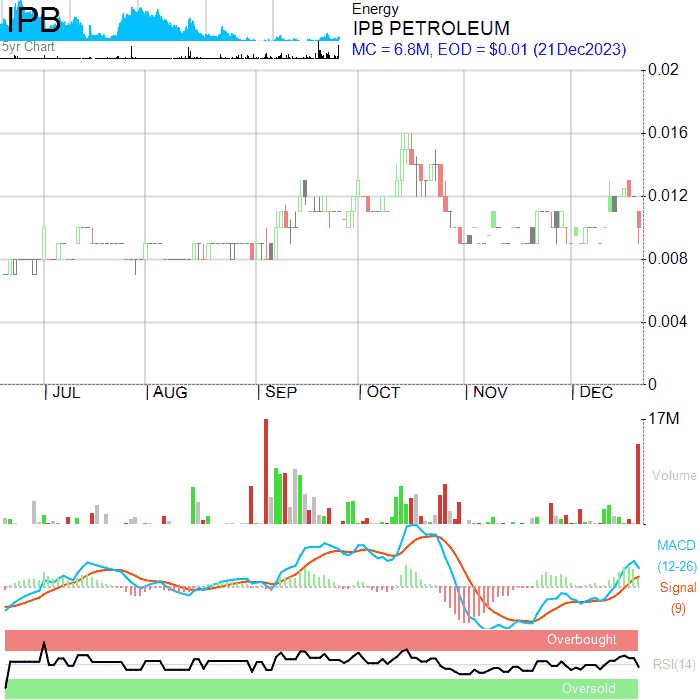 IPB
5yr Chart
Energy
IPB PETROLEUM
MC = 6.8M, EOD = $0.01 (21Dec2023)
0.02
0.016
0.012
0.008
0.004
0
| JUL | AUG | SEP | OCT | NOV | DEC
17M
Volume
MACD
(12-26)
Signal
(9)
Overbought
RSI(14)
Oversold